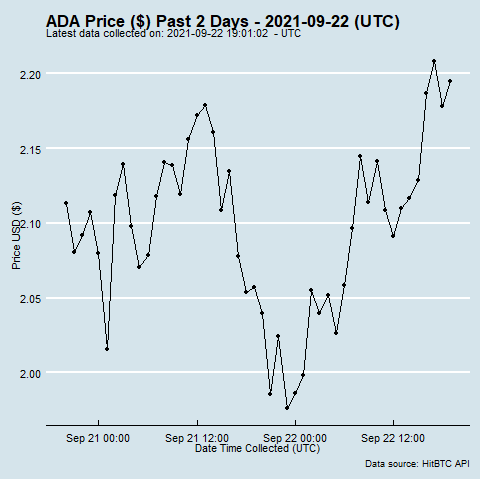 ADA Price ($) Past 2 Days - 2021-09-22 (UTC)
Latest data collected on: 2021-09-22 19:01:02 - UTC
2.20
2.15
2.10
2.05
2.00
Price USD ($)
Sep 21 00:00 Sep 21 12:00 Sep 22 00:00 Sep 22 12:00
Date Time Collected (UTC)
Data source: HitBTC API